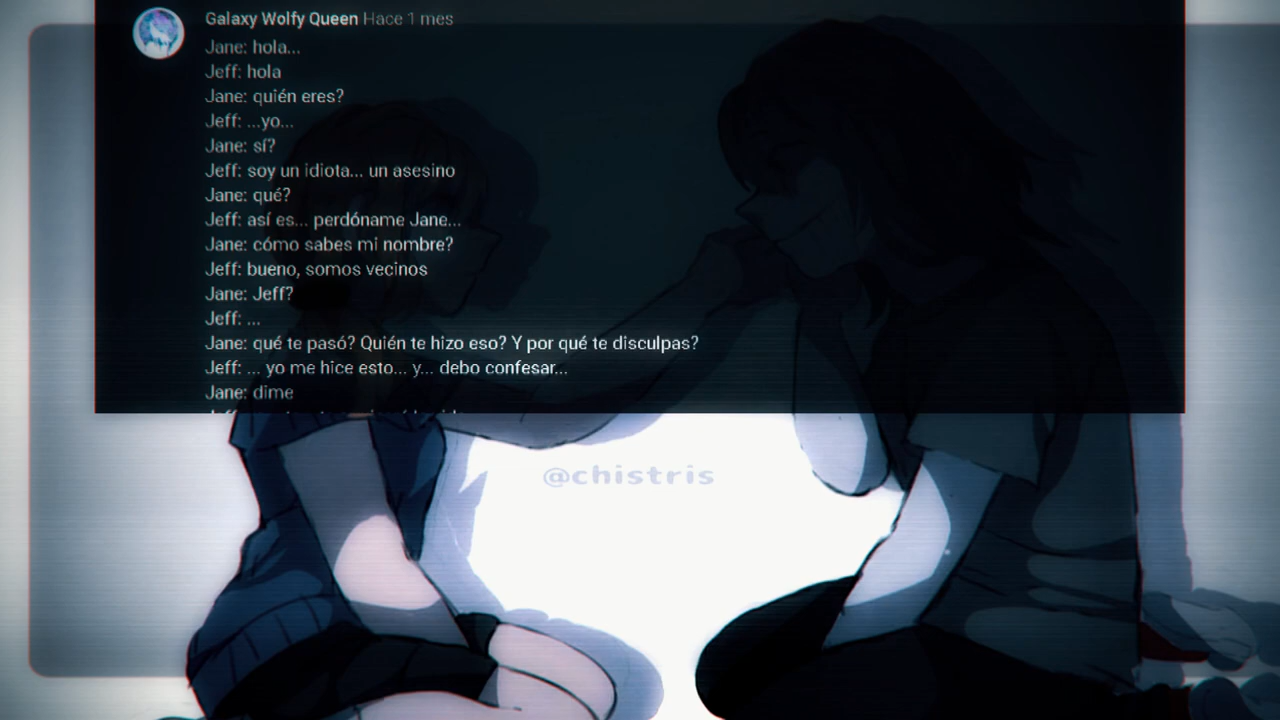 Galaxy Wolfy Queen Hace 1 mes
Jane: hola...
Jeff: hola
Jane: quién eres?
Jeff: ...yo...
Jane: sí?
Jeff: soy un idiota... un asesino
Jane: qué?
Jeff: así es... perdóname Jane...
Jane: cómo sabes mi nombre?
Jeff: bueno, somos vecinos
Jane: Jeff?
Jeff: ...
Jane: qué te pasó? Quién te hizo eso? Y por qué te disculpas?
Jeff: ... yo me hice esto... y... debo confesar...
Jane: dime
@chistris